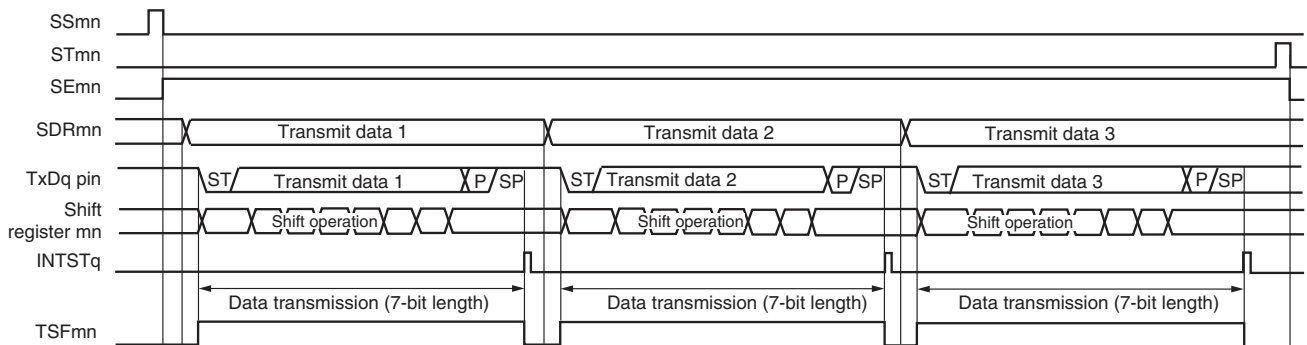 SSmn
STmn
SEmn
SDRmn Transmit data 1 Transmit data 2 Transmit data 3
TxDq pin ST Transmit data 1 P SP ST Transmit data 2 P SP ST Transmit data 3 P SP
Shift
register mn Shift operation Shift operation Shift operation
INTSTq
Data transmission (7-bit length) Data transmission (7-bit length) Data transmission (7-bit length)
TSFmn